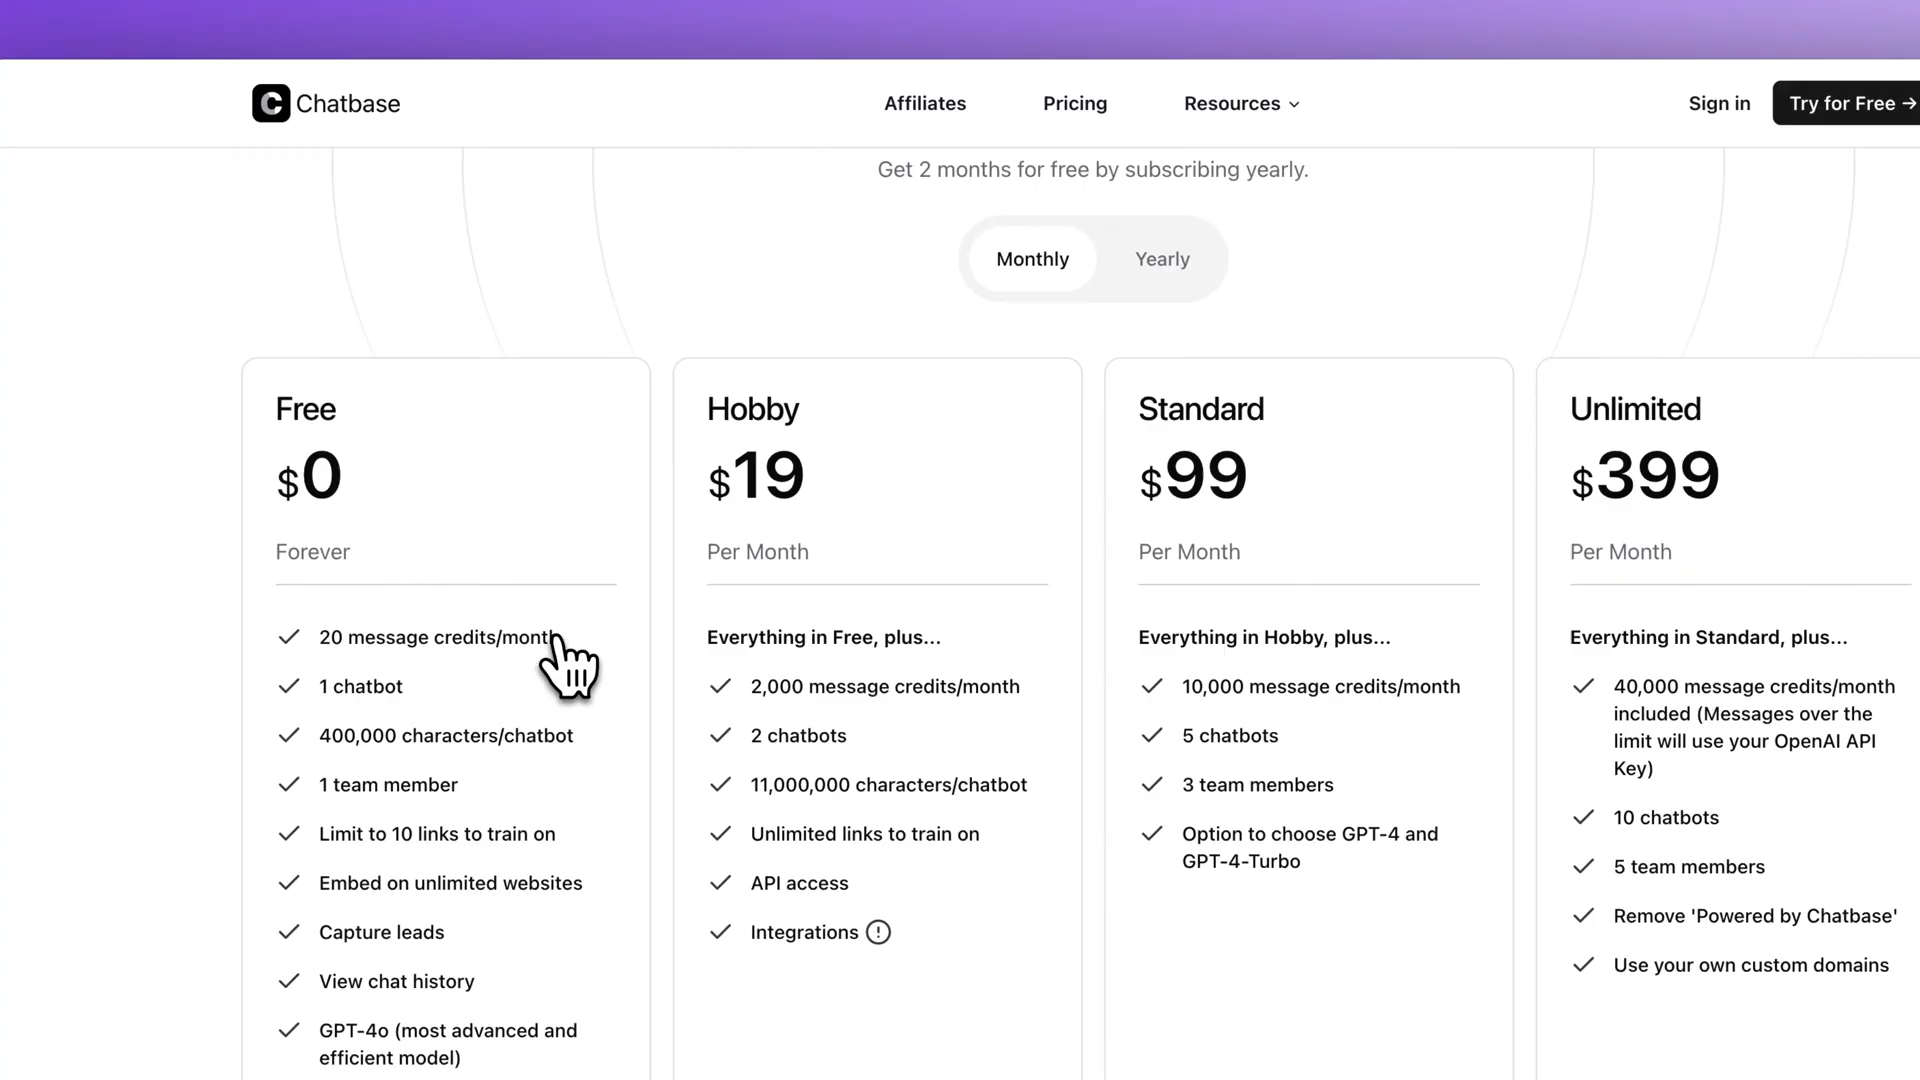 Chatbase
Affiliates
Pricing
Resources
Sign in
Try for Free →
Get 2 months for free by subscribing yearly.
Monthly
Yearly
Free
$0
Forever
20 message credits/month
1 chatbot
400,000 characters/chatbot
1 team member
Limit to 10 links to train on
Embed on unlimited websites
Capture leads
View chat history
GPT-4o (most advanced and
efficient model)
Hobby
$19
Per Month
Everything in Free, plus...
2,000 message credits/month
2 chatbots
11,000,000 characters/chatbot
Unlimited links to train on
API access
Integrations
Standard
$99
Per Month
Everything in Hobby, plus...
10,000 message credits/month
5 chatbots
3 team members
Option to choose GPT-4 and
GPT-4-Turbo
Unlimited
$399
Per Month
Everything in Standard, plus...
40,000 message credits/month
included (Messages over the
limit will use your OpenAI API
Key)
10 chatbots
5 team members
Remove 'Powered by Chatbase'
Use your own custom domains